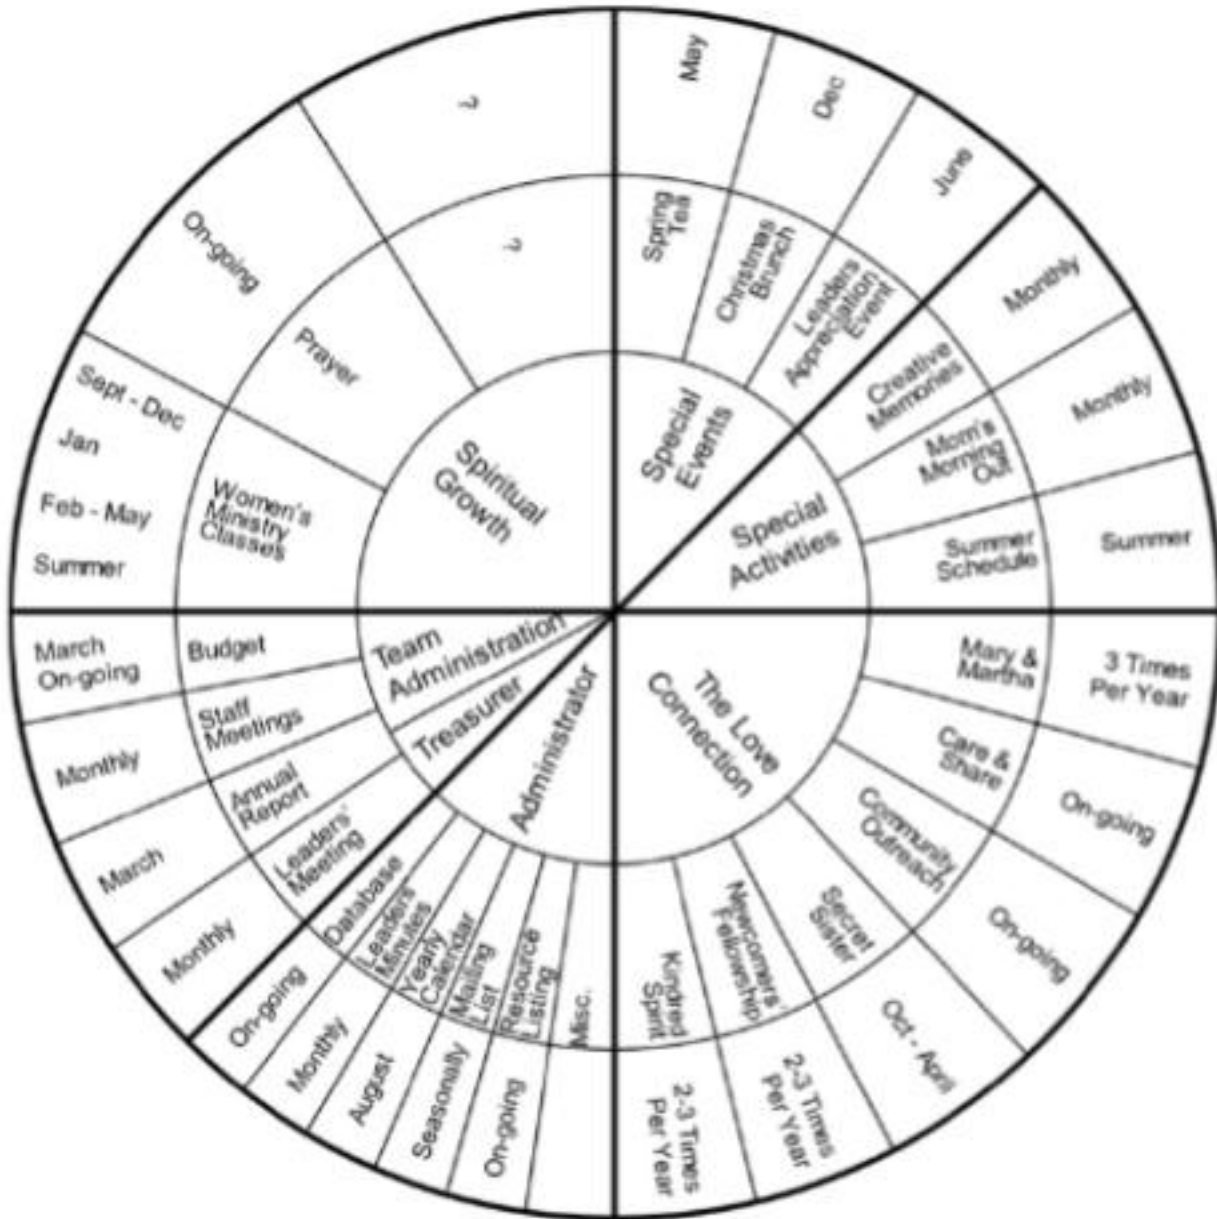 May
Dec
June
Spring
Tea
Christmas
Brunch
Leaders
Appreciation
Event
Special
Events
Monthly
Monthly
Summer
Creative
Memories
Mom's
Morning
Out
Summer
Schedule
Special
Activities
3 Times
Per Year
On-going
On-going
Oct - April
2-3 Times
Per Year
2-3 Times
Per Year
Mary &
Martha
Care &
Share
Community
Outreach
Secret
Sister
Newcomers'
Fellowship
Kindred
Spirit
The Love
Connection
Administrator
Misc.
Resource
Listing
Mailing
List
Yearly
Calendar
Leaders
Minutes
Database
On-going
Seasonally
August
Monthly
On-going
Treasurer
Team
Administration
Leaders'
Meeting
Annual
Report
Staff
Meetings
Budget
Monthly
March
Monthly
March
On-going
Spiritual
Growth
Women's
Ministry
Classes
Prayer
?
Summer
Feb - May
Jan
Sept - Dec
On-going
?